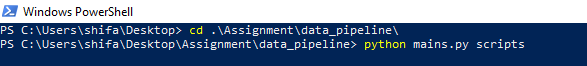 Windows PowerShell
PS C:\Users\shifa\Desktop> cd .\Assignment\data_pipeline\
PS C:\Users\shifa\Desktop\Assignment\data_pipeline> python mains.py scripts